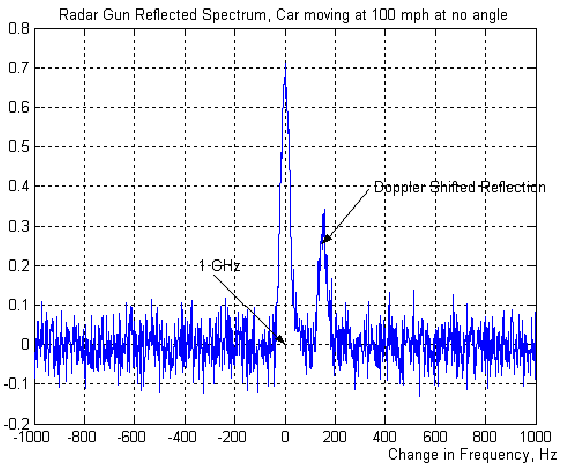 Radar Gun Reflected Spectrum, Car moving at 100 mph at no angle
0.8
0.7
0.6
0.5
0.4
0.3
0.2
0.1
0
-0.1
-0.2
Doppler Shifted Reflection
1 GHz
-1000 -800 -600 -400 -200 0 200 400 600 800 1000
Change in Frequency, Hz